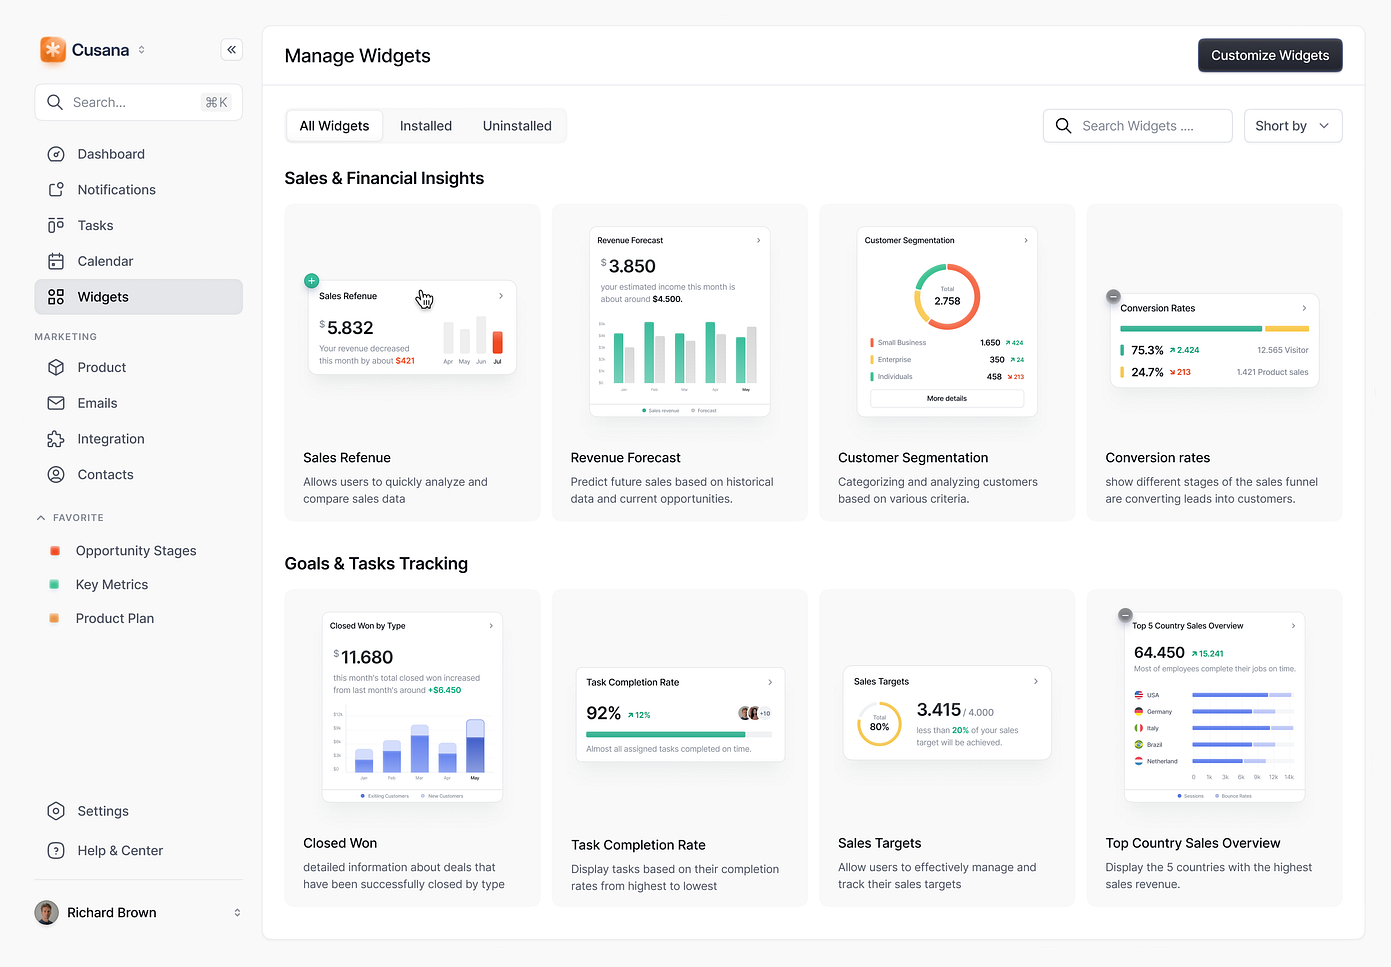 Cusana
Search...
⌘K
Dashboard
Notifications
Tasks
Calendar
Widgets
MARKETING
Product
Emails
Integration
Contacts
FAVORITE
Opportunity Stages
Key Metrics
Product Plan
Settings
Help & Center
Richard Brown
Manage Widgets
Customize Widgets
All Widgets
Installed
Uninstalled
Search Widgets ....
Short by
Sales & Financial Insights
Sales Refenue
$ 5.832
Your revenue decreased
this month by about $421
Apr May Jun Jul
Sales Refenue
Allows users to quickly analyze and
compare sales data
Revenue Forecast
$ 3.850
your estimated income this month is
about around $4.500.
Jan Feb Mar Apr May
Sales revenue Forecast
Revenue Forecast
Predict future sales based on historical
data and current opportunities.
Customer Segmentation
Total
2.758
Small Business 1.650 424
Enterprise 350 24
Individuals 458 213
More details
Customer Segmentation
Categorizing and analyzing customers
based on various criteria.
Conversion Rates
75.3% 2.424 12.565 Visitor
24.7% 213 1.421 Product sales
Conversion rates
show different stages of the sales funnel
are converting leads into customers.
Goals & Tasks Tracking
Closed Won by Type
$ 11.680
this month's total closed won increased
from last month's around +$6.450
Jan Feb Mar Apr May
Exiting Customers New Customers
Closed Won
detailed information about deals that
have been successfully closed by type
Task Completion Rate
92% 12%
+10
Almost all assigned tasks completed on time.
Task Completion Rate
Display tasks based on their completion
rates from highest to lowest
Sales Targets
Total
80%
3.415 / 4.000
less than 20% of your sales
target will be achieved.
Sales Targets
Allow users to effectively manage and
track their sales targets
Top 5 Country Sales Overview
64.450 15.241
Most of employees complete their jobs on time.
USA
Germany
Italy
Brazil
Netherland
0 1k 3k 6k 9k 12k 14k
Sessions Bounce Rates
Top Country Sales Overview
Display the 5 countries with the highest
sales revenue.